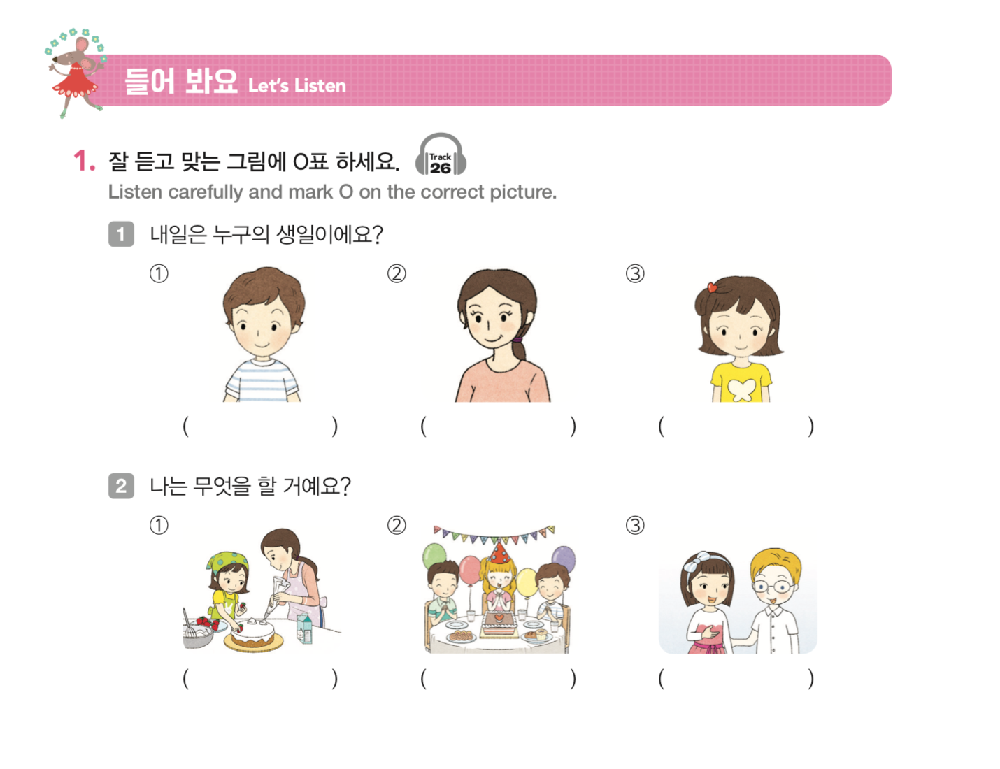 들어 봐요 Let's Listen
1. 잘 듣고 맞는 그림에 O표 하세요. Track 26
Listen carefully and mark O on the correct picture.
1 내일은 누구의 생일이에요?
① ② ③
( ) ( ) ( )
2 나는 무엇을 할 거예요?
① ② ③
( ) ( ) ( )